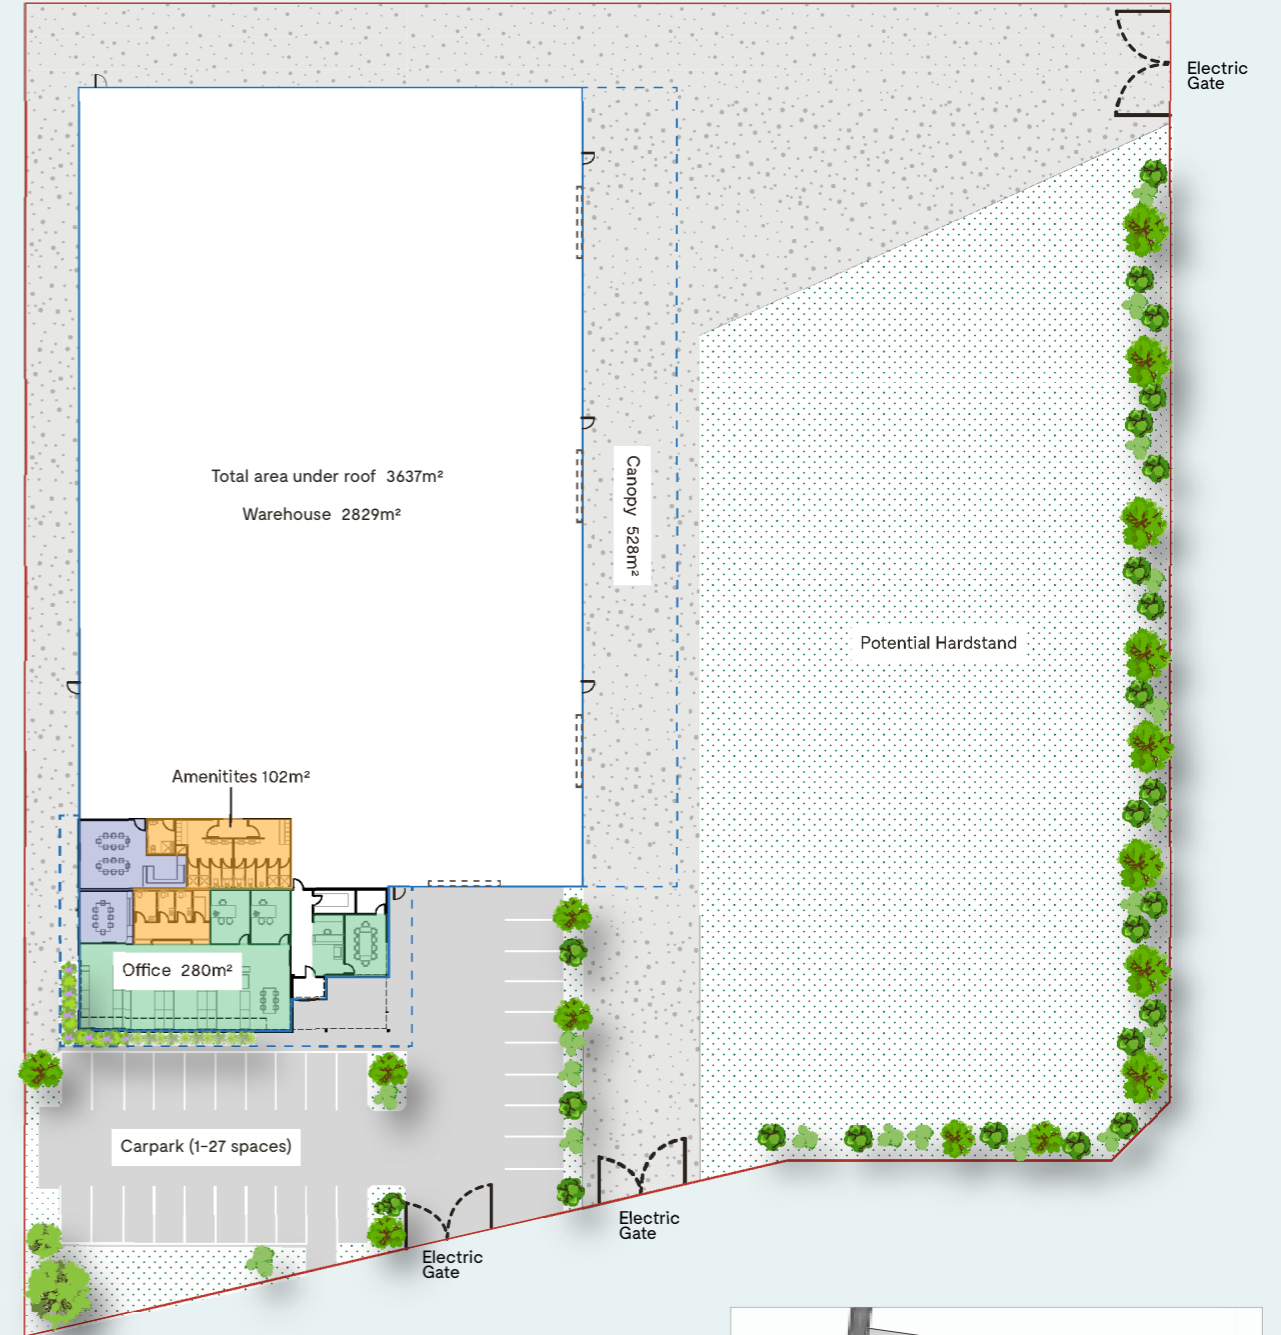 Electric
Gate
Total area under roof 3637m²
Warehouse 2829m²
Canopy 528m²
Potential Hardstand
Amenitites 102m²
Office 280m²
Carpark (1-27 spaces)
Electric
Gate
Electric
Gate